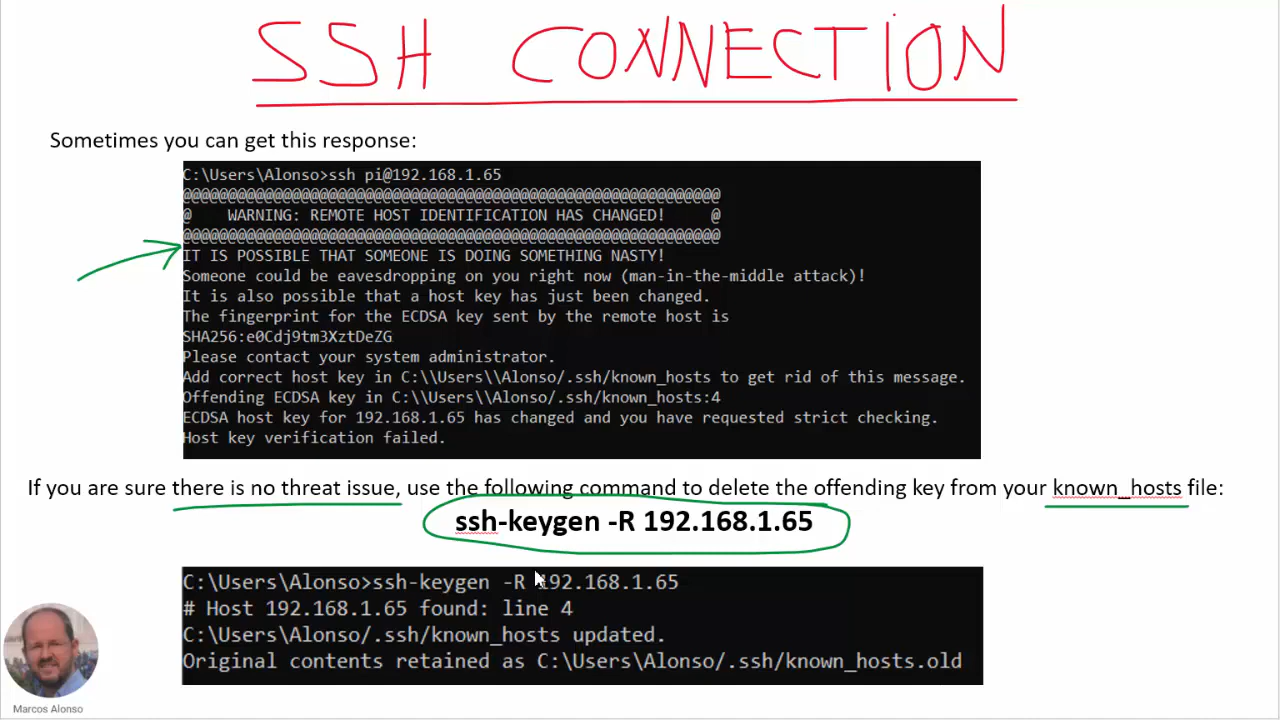 SSH CONNECTION
Sometimes you can get this response:
C:\Users\Alonso>ssh pi@192.168.1.65
@@@@@@@@@@@@@@@@@@@@@@@@@@@@@@@@@@@@@@@@@@@@@@@@@@@@@@@@@@@
@    WARNING: REMOTE HOST IDENTIFICATION HAS CHANGED!     @
@@@@@@@@@@@@@@@@@@@@@@@@@@@@@@@@@@@@@@@@@@@@@@@@@@@@@@@@@@@
IT IS POSSIBLE THAT SOMEONE IS DOING SOMETHING NASTY!
Someone could be eavesdropping on you right now (man-in-the-middle attack)!
It is also possible that a host key has just been changed.
The fingerprint for the ECDSA key sent by the remote host is
SHA256:e0Cdj9tm3XztDeZG
Please contact your system administrator.
Add correct host key in C:\\Users\\Alonso/.ssh/known_hosts to get rid of this message.
Offending ECDSA key in C:\\Users\\Alonso/.ssh/known_hosts:4
ECDSA host key for 192.168.1.65 has changed and you have requested strict checking.
Host key verification failed.
If you are sure there is no threat issue, use the following command to delete the offending key from your known_hosts file:
ssh-keygen -R 192.168.1.65
C:\Users\Alonso>ssh-keygen -R 192.168.1.65
# Host 192.168.1.65 found: line 4
C:\Users\Alonso/.ssh/known_hosts updated.
Original contents retained as C:\Users\Alonso/.ssh/known_hosts.old
Marcos Alonso